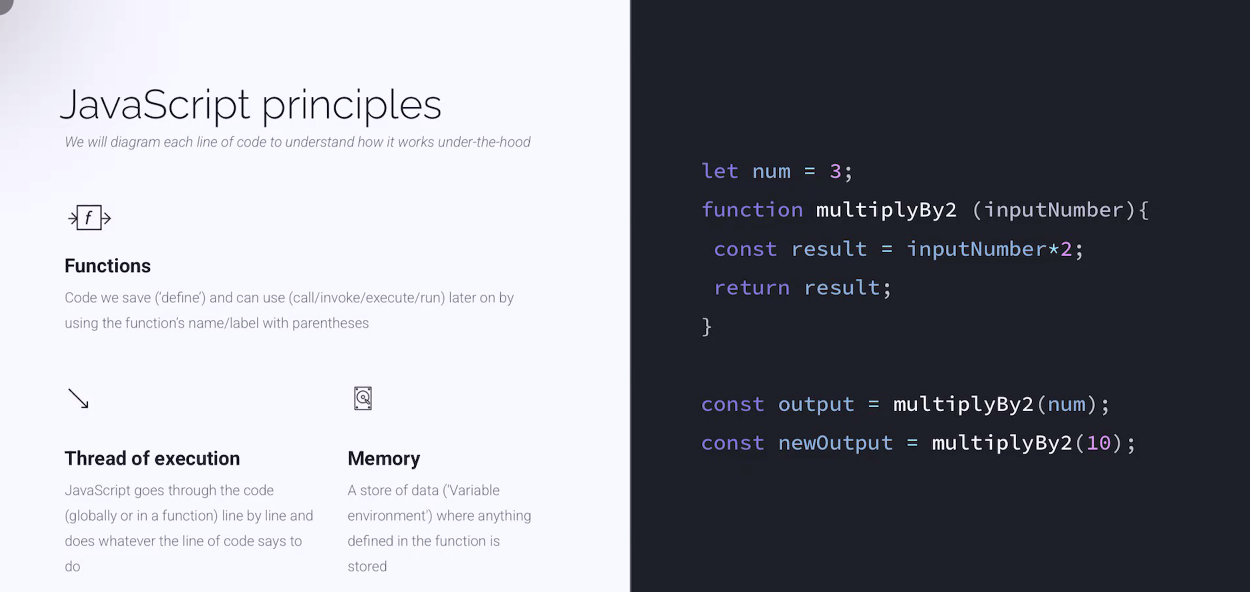 JavaScript principles
We will diagram each line of code to understand how it works under-the-hood
f
Functions
Code we save (‘define’) and can use (call/invoke/execute/run) later on by
using the function's name/label with parentheses
Thread of execution
JavaScript goes through the code
(globally or in a function) line by line and
does whatever the line of code says to
do
Memory
A store of data ('Variable
environment') where anything
defined in the function is
stored
let num = 3;
function multiplyBy2 (inputNumber){
 const result = inputNumber*2;
 return result;
}
const output = multiplyBy2(num);
const newOutput = multiplyBy2(10);